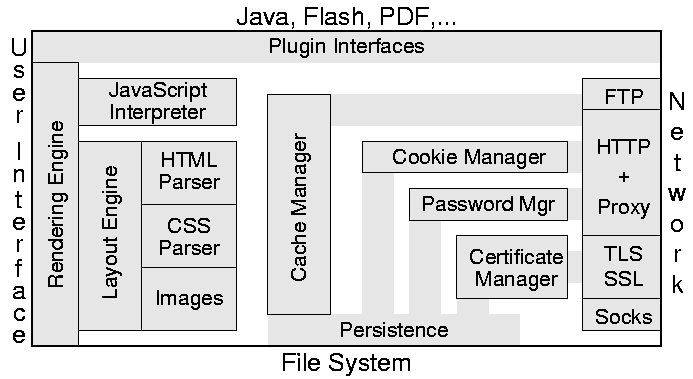 Java, Flash, PDF,...
Plugin Interfaces
User Interface
Rendering Engine
JavaScript
Interpreter
Layout Engine
HTML
Parser
CSS
Parser
Images
Cache Manager
Cookie Manager
Password Mgr
Certificate
Manager
Persistence
FTP
HTTP
+
Proxy
TLS
SSL
Socks
Network
File System